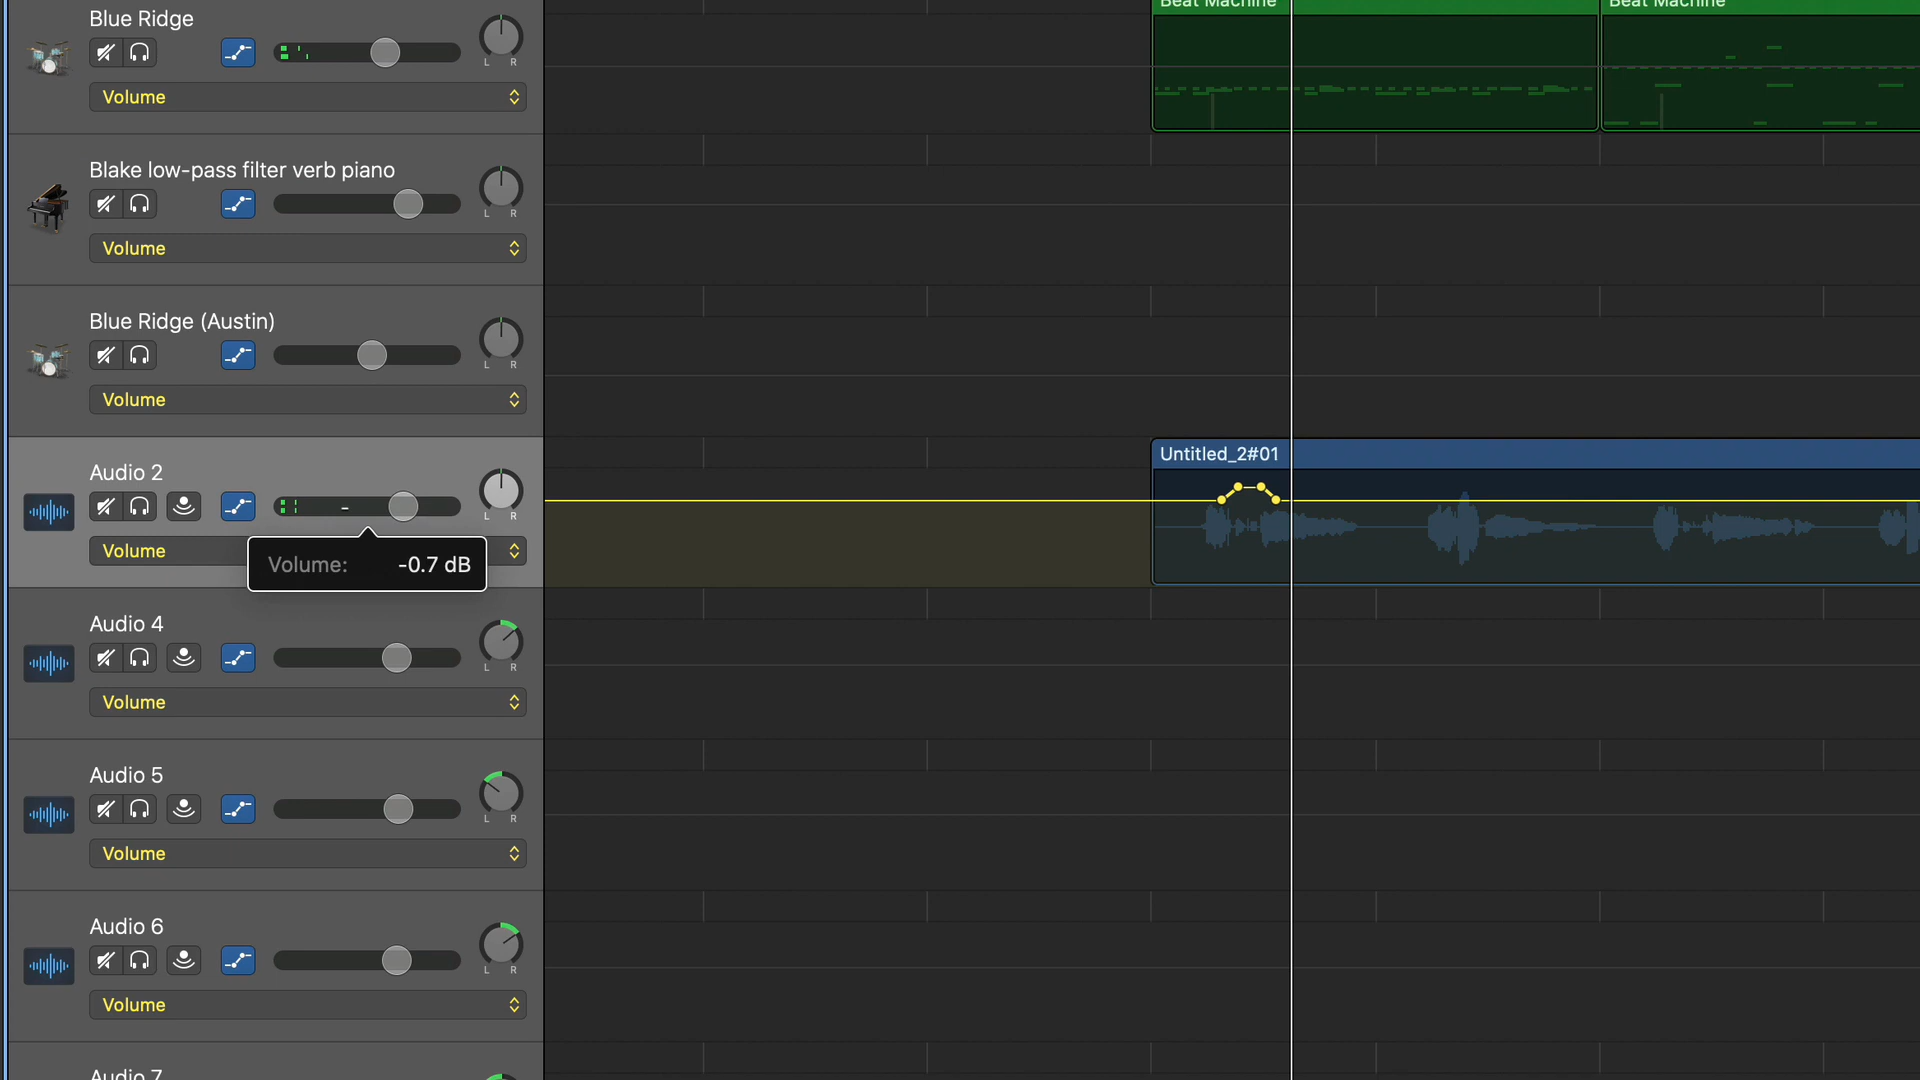 Blue Ridge
L R
Volume
Beat Machine
Beat Machine
Blake low-pass filter verb piano
L R
Volume
Blue Ridge (Austin)
L R
Volume
Audio 2
L R
Volume
Volume: -0.7 dB
Untitled_2#01
Audio 4
L R
Volume
Audio 5
L R
Volume
Audio 6
L R
Volume
Audio 7